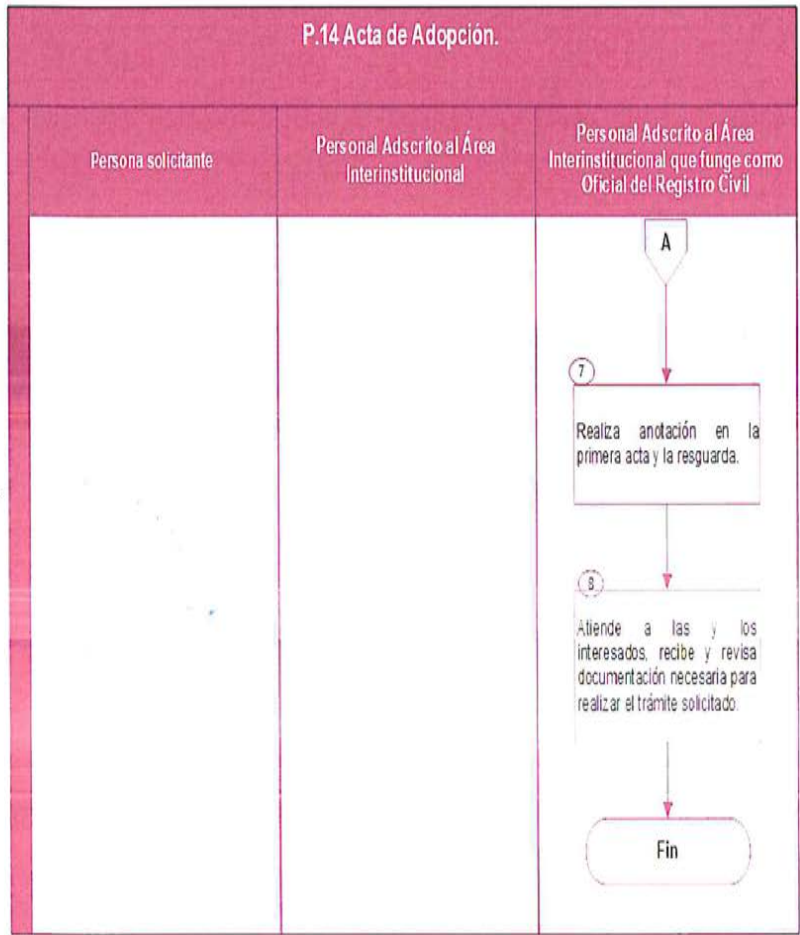 P.14 Acta de Adopción.
Persona solicitante
Personal Adscrito al Área
Interinstitucional
Personal Adscrito al Área
Interinstitucional que funge como
Oficial del Registro Civil
A
7
Realiza anotación en la
primera acta y la resguarda.
8
Atiende a las y los
interesados, recibe y revisa
documentación necesaria para
realizar el trámite solicitado.
Fin